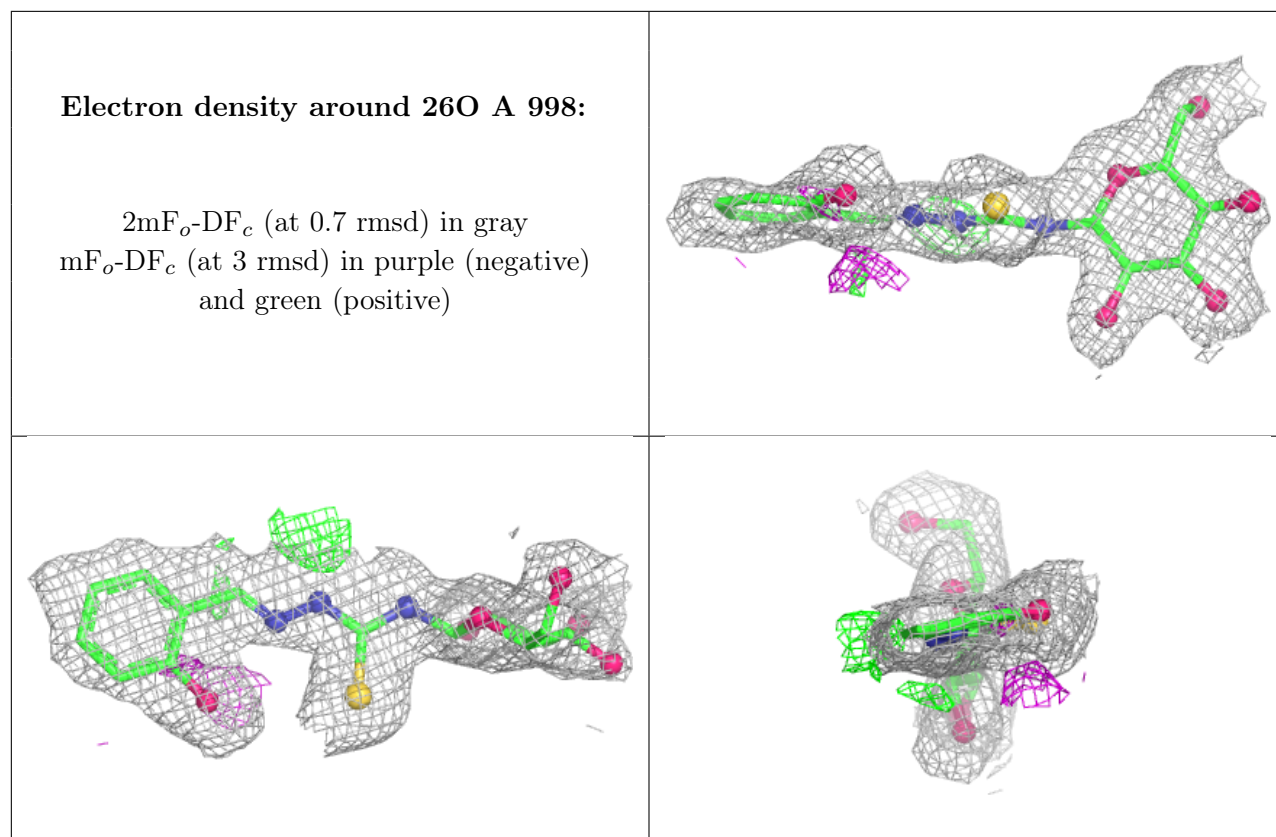 Electron density around 26O A 998:
2mFo-DFc (at 0.7 rmsd) in gray
mFo-DFc (at 3 rmsd) in purple (negative)
and green (positive)